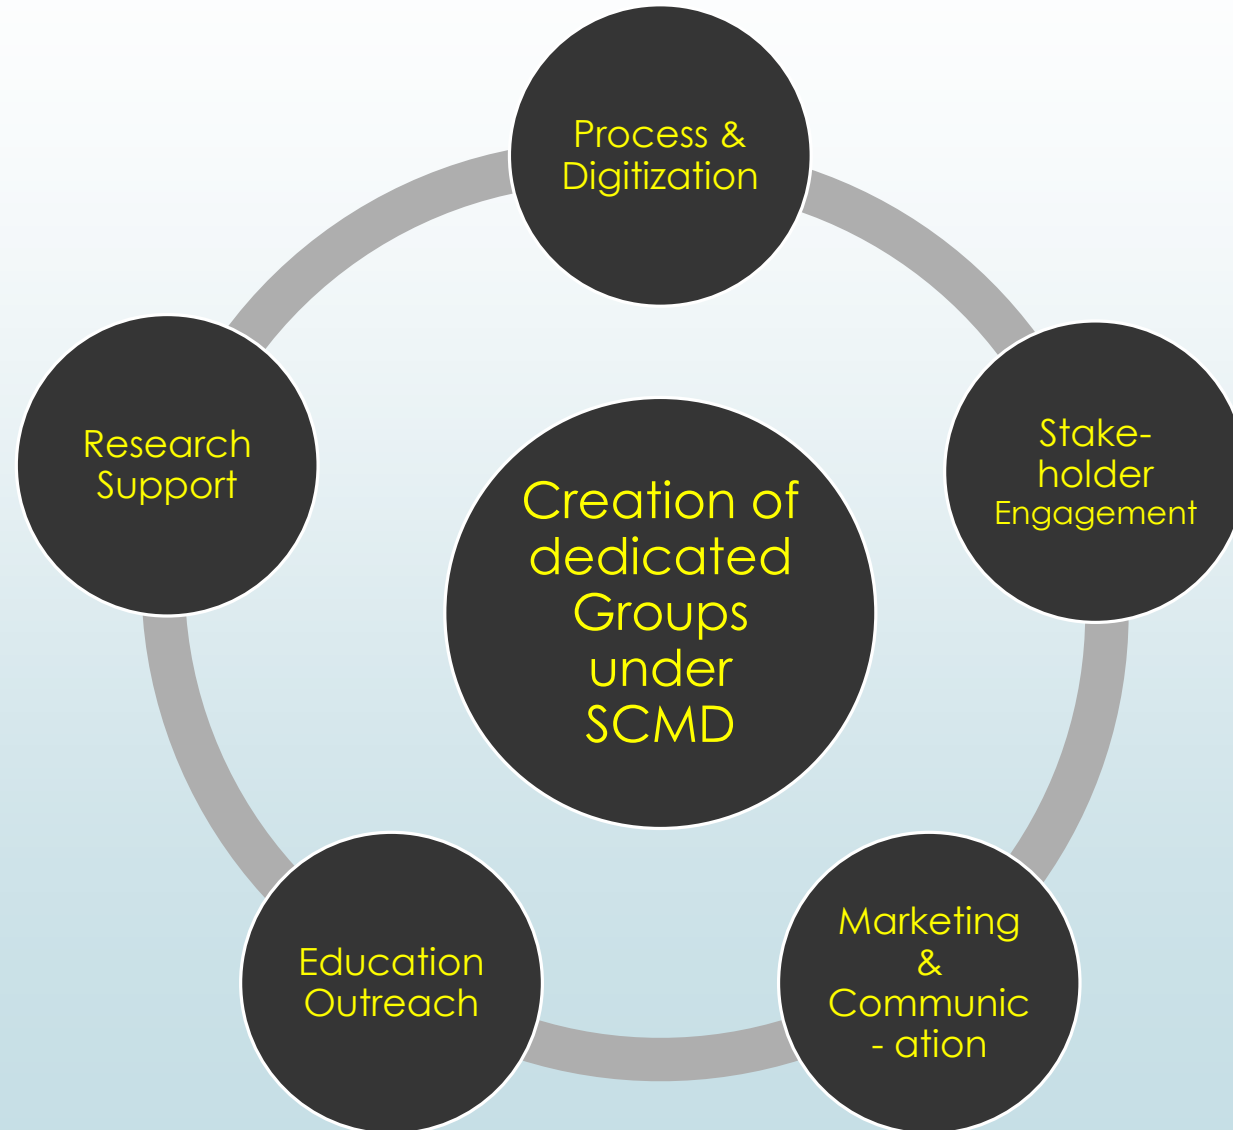 Process &
Digitization
Stake-
holder
Engagement
Research
Support
Creation of
dedicated
Groups
under
SCMD
Marketing
&
Communic
- ation
Education
Outreach